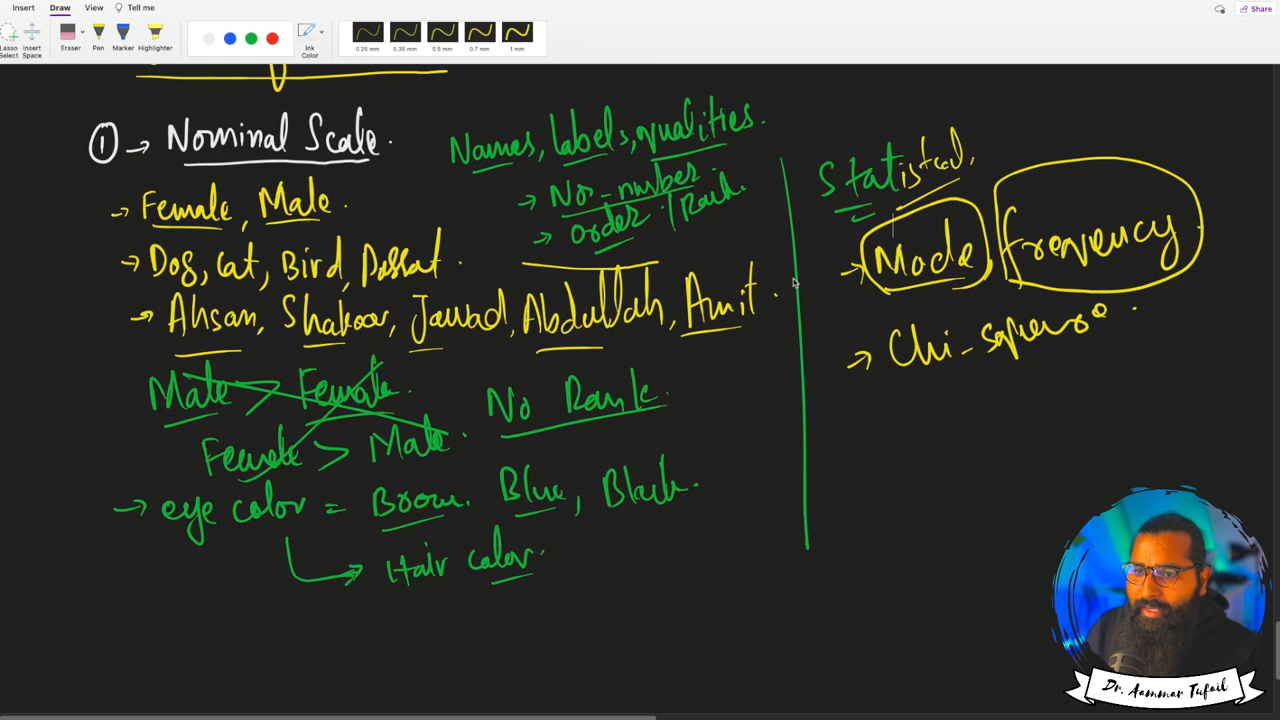 Insert Draw View Tell me Share
Lasso Select Insert Space Eraser Pen Marker Highlighter Ink Color 0.25 mm 0.35 mm 0.5 mm 0.7 mm 1 mm
① → Nominal Scale.
Names, labels, qualities.
→ No-number
→ order / Rank.
→ Female, Male.
→ Dog, Cat, Bird,
→ Ahsan, Shakoor, Jawad, Abdullah, Amit.
Male > Female.
Female > Male.
No Rank.
→ eye color = Brown. Blue, Black.
→ Hair color.
Statistical.
→ Mode frequency
→ Chi-square.
Dr. Aammar Tufail